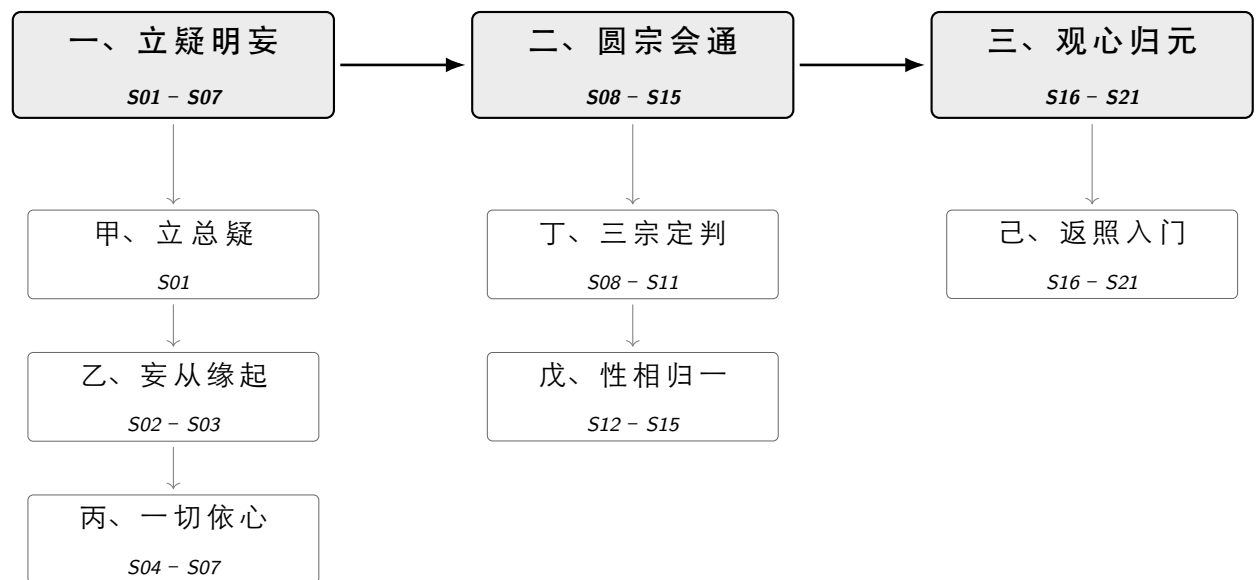 一、立疑明妄
S01 – S07
二、圆宗会通
S08 – S15
三、观心归元
S16 – S21
甲、立总疑
S01
丁、三宗定判
S08 – S11
己、返照入门
S16 – S21
乙、妄从缘起
S02 – S03
戊、性相归一
S12 – S15
丙、一切依心
S04 – S07